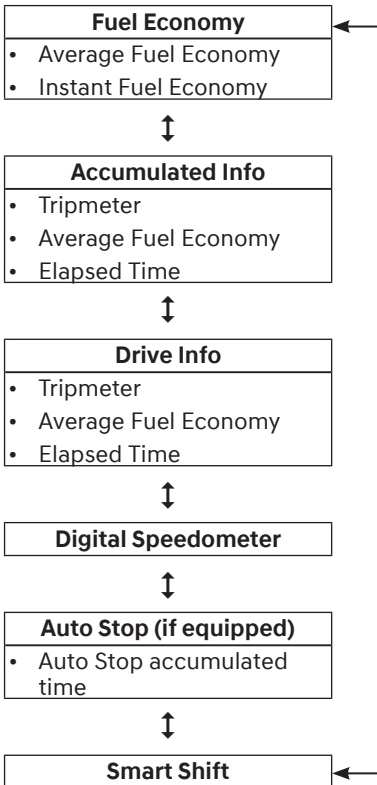 Fuel Economy
• Average Fuel Economy
• Instant Fuel Economy
Accumulated Info
• Tripmeter
• Average Fuel Economy
• Elapsed Time
Drive Info
• Tripmeter
• Average Fuel Economy
• Elapsed Time
Digital Speedometer
Auto Stop (if equipped)
• Auto Stop accumulated
time
Smart Shift